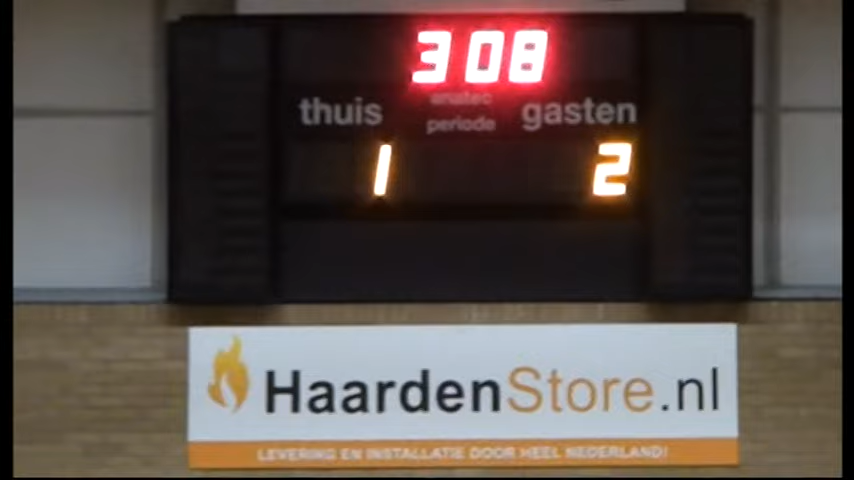 308
thuis anatec gasten
periode
1 2
HaardenStore.nl
LEVERING EN INSTALLATIE DOOR HEEL NEDERLAND!